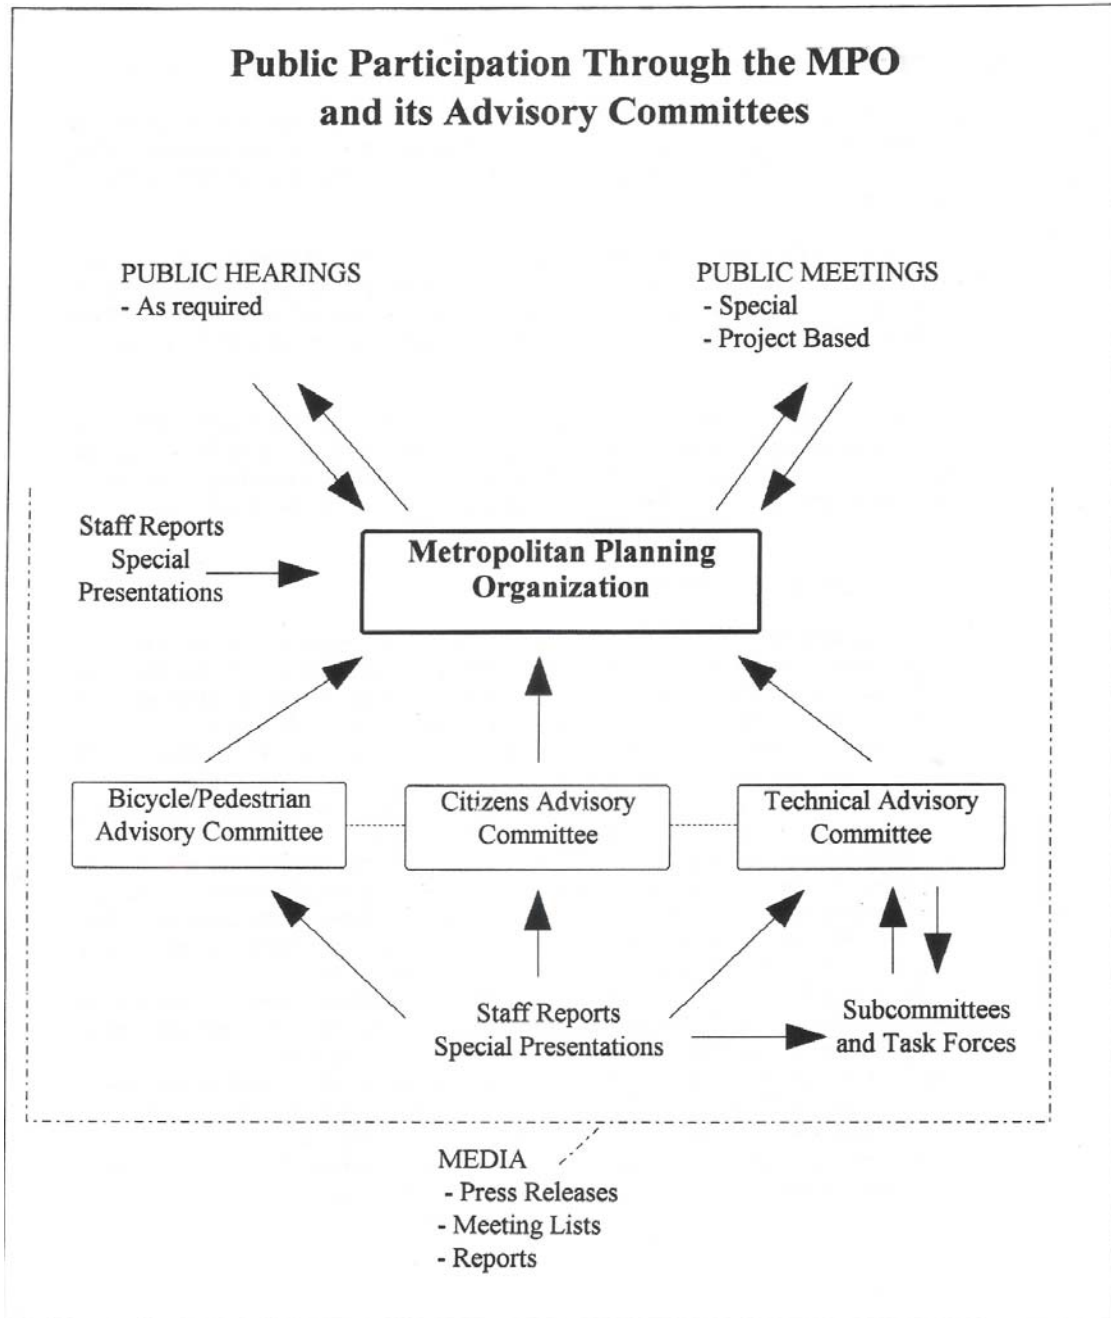 Public Participation Through the MPO
and its Advisory Committees
PUBLIC HEARINGS
- As required
PUBLIC MEETINGS
- Special
- Project Based
Staff Reports
Special
Presentations
Metropolitan Planning
Organization
Bicycle/Pedestrian
Advisory Committee
Citizens Advisory
Committee
Technical Advisory
Committee
Staff Reports
Special Presentations
Subcommittees
and Task Forces
MEDIA
- Press Releases
- Meeting Lists
- Reports